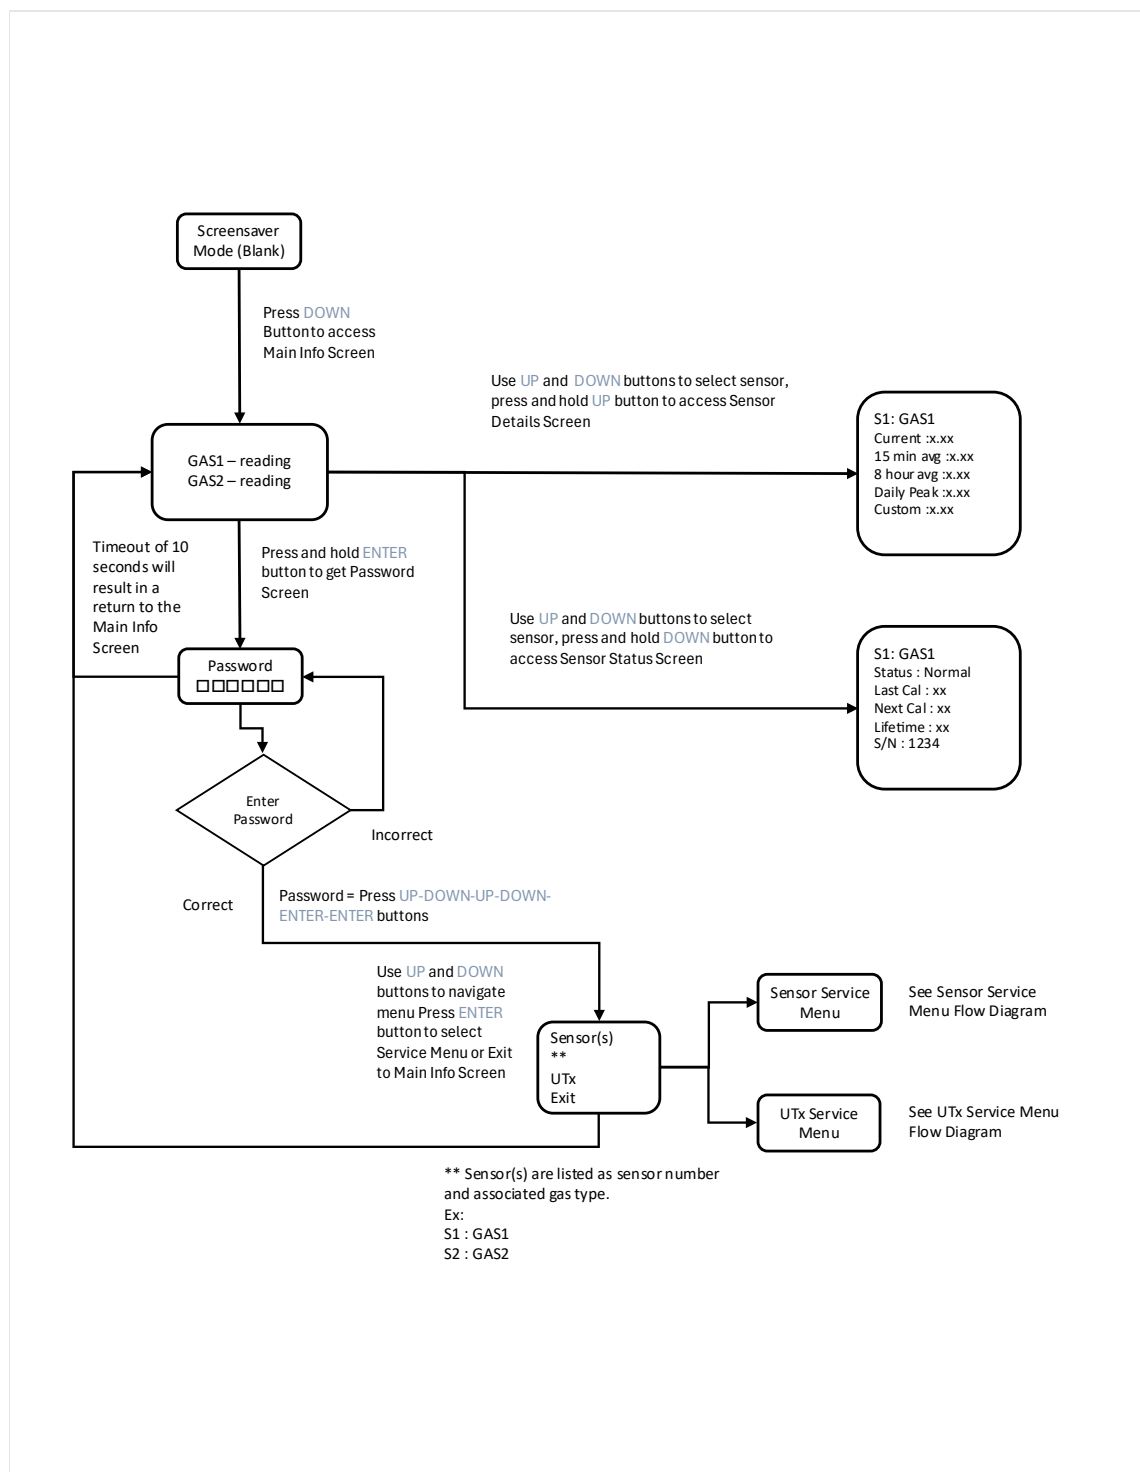 Screensaver
Mode (Blank)
Press DOWN
Button to access
Main Info Screen
Use UP and DOWN buttons to select sensor,
press and hold UP button to access Sensor
Details Screen
S1: GAS1
Current :x.xx
15 min avg :x.xx
8 hour avg :x.xx
Daily Peak :x.xx
Custom :x.xx
GAS1 – reading
GAS2 – reading
Timeout of 10
seconds will
result in a
return to the
Main Info
Screen
Press and hold ENTER
button to get Password
Screen
Use UP and DOWN buttons to select
sensor, press and hold DOWN button to
access Sensor Status Screen
S1: GAS1
Status : Normal
Last Cal : xx
Next Cal : xx
Lifetime : xx
S/N : 1234
Password
Enter
Password
Incorrect
Correct
Password = Press UP-DOWN-UP-DOWN-
ENTER-ENTER buttons
Use UP and DOWN
buttons to navigate
menu Press ENTER
button to select
Service Menu or Exit
to Main Info Screen
Sensor(s)
**
UTx
Exit
Sensor Service
Menu
See Sensor Service
Menu Flow Diagram
UTx Service
Menu
See UTx Service Menu
Flow Diagram
** Sensor(s) are listed as sensor number
and associated gas type.
Ex:
S1 : GAS1
S2 : GAS2